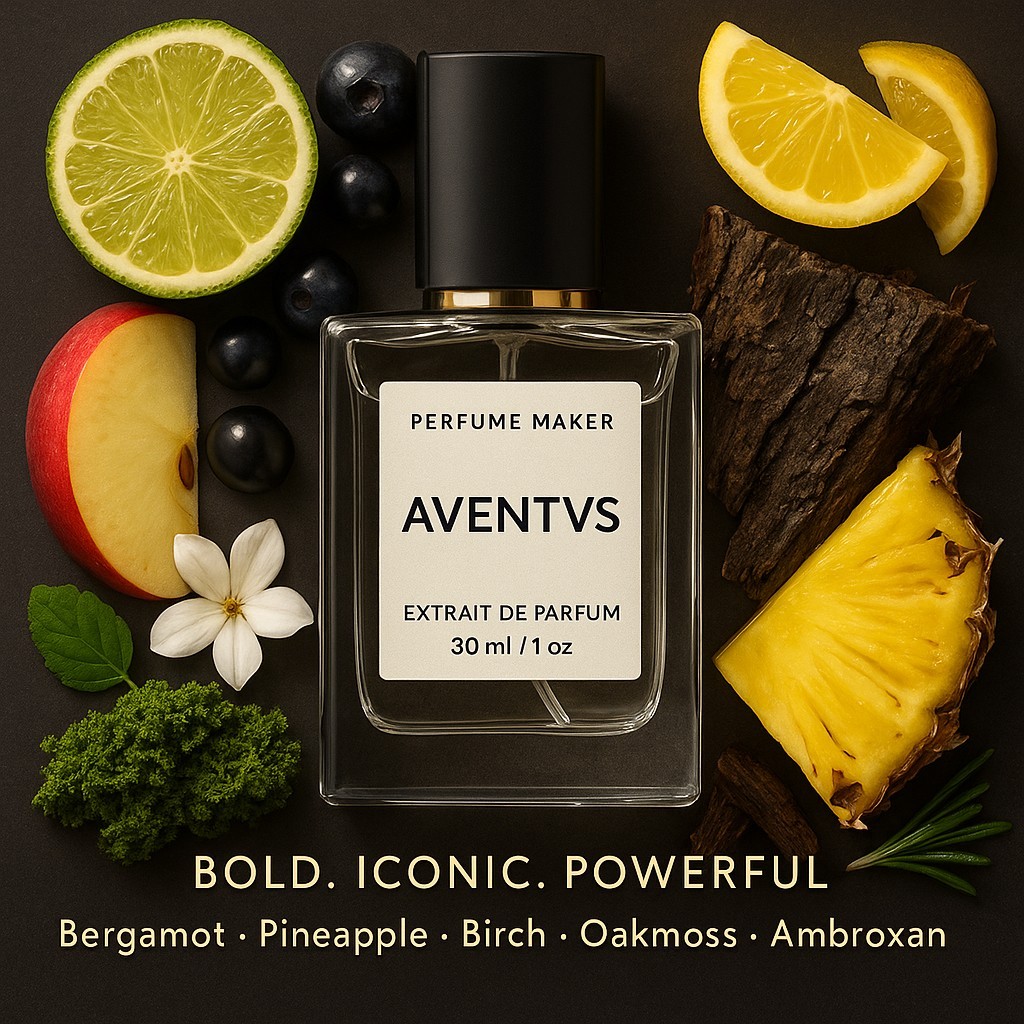 PERFUME MAKER
AVENTVS
EXTRAIT DE PARFUM
30 ml / 1 oz
BOLD. ICONIC. POWERFUL
Bergamot · Pineapple · Birch · Oakmoss · Ambroxan